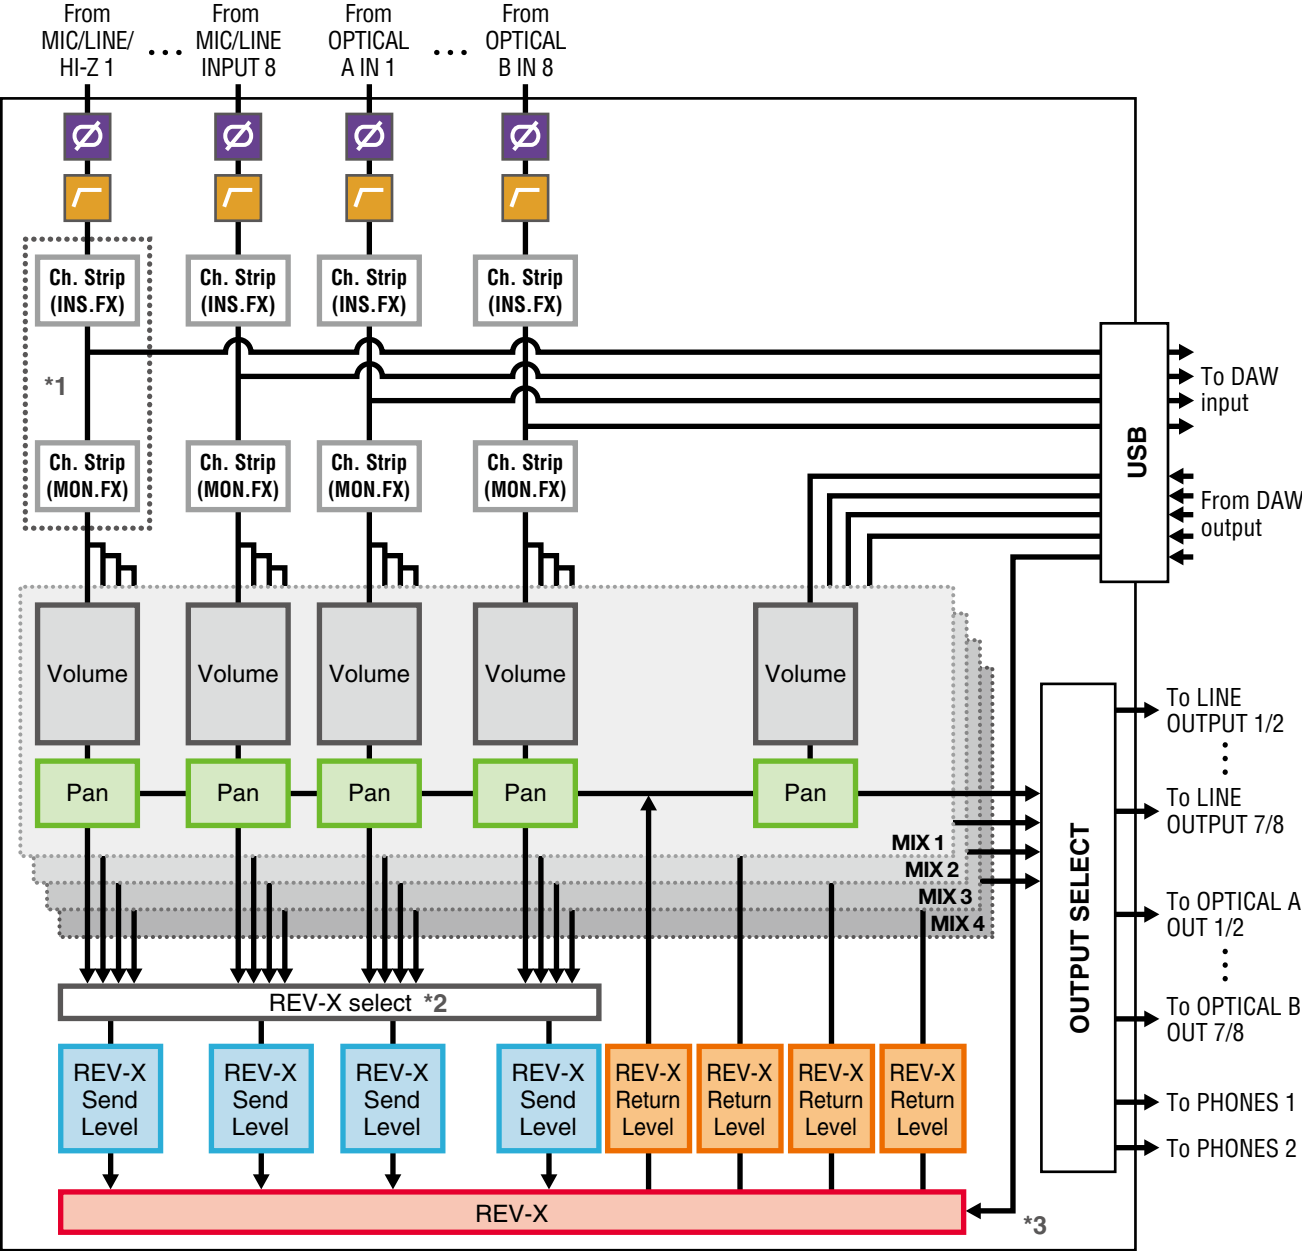 From
MIC/LINE/
HI-Z 1
...
From
MIC/LINE
INPUT 8
From
OPTICAL
A IN 1
...
From
OPTICAL
B IN 8
Ø
Ø
Ø
Ø
Ch. Strip
(INS.FX)
Ch. Strip
(INS.FX)
Ch. Strip
(INS.FX)
Ch. Strip
(INS.FX)
*1
USB
To DAW
input
Ch. Strip
(MON.FX)
Ch. Strip
(MON.FX)
Ch. Strip
(MON.FX)
Ch. Strip
(MON.FX)
From DAW
output
Volume
Volume
Volume
Volume
Volume
Pan
Pan
Pan
Pan
Pan
MIX 1
MIX 2
MIX 3
MIX 4
OUTPUT SELECT
To LINE
OUTPUT 1/2
To LINE
OUTPUT 7/8
To OPTICAL A
OUT 1/2
To OPTICAL B
OUT 7/8
To PHONES 1
To PHONES 2
REV-X select *2
REV-X
Send
Level
REV-X
Send
Level
REV-X
Send
Level
REV-X
Send
Level
REV-X
Return
Level
REV-X
Return
Level
REV-X
Return
Level
REV-X
Return
Level
REV-X
*3